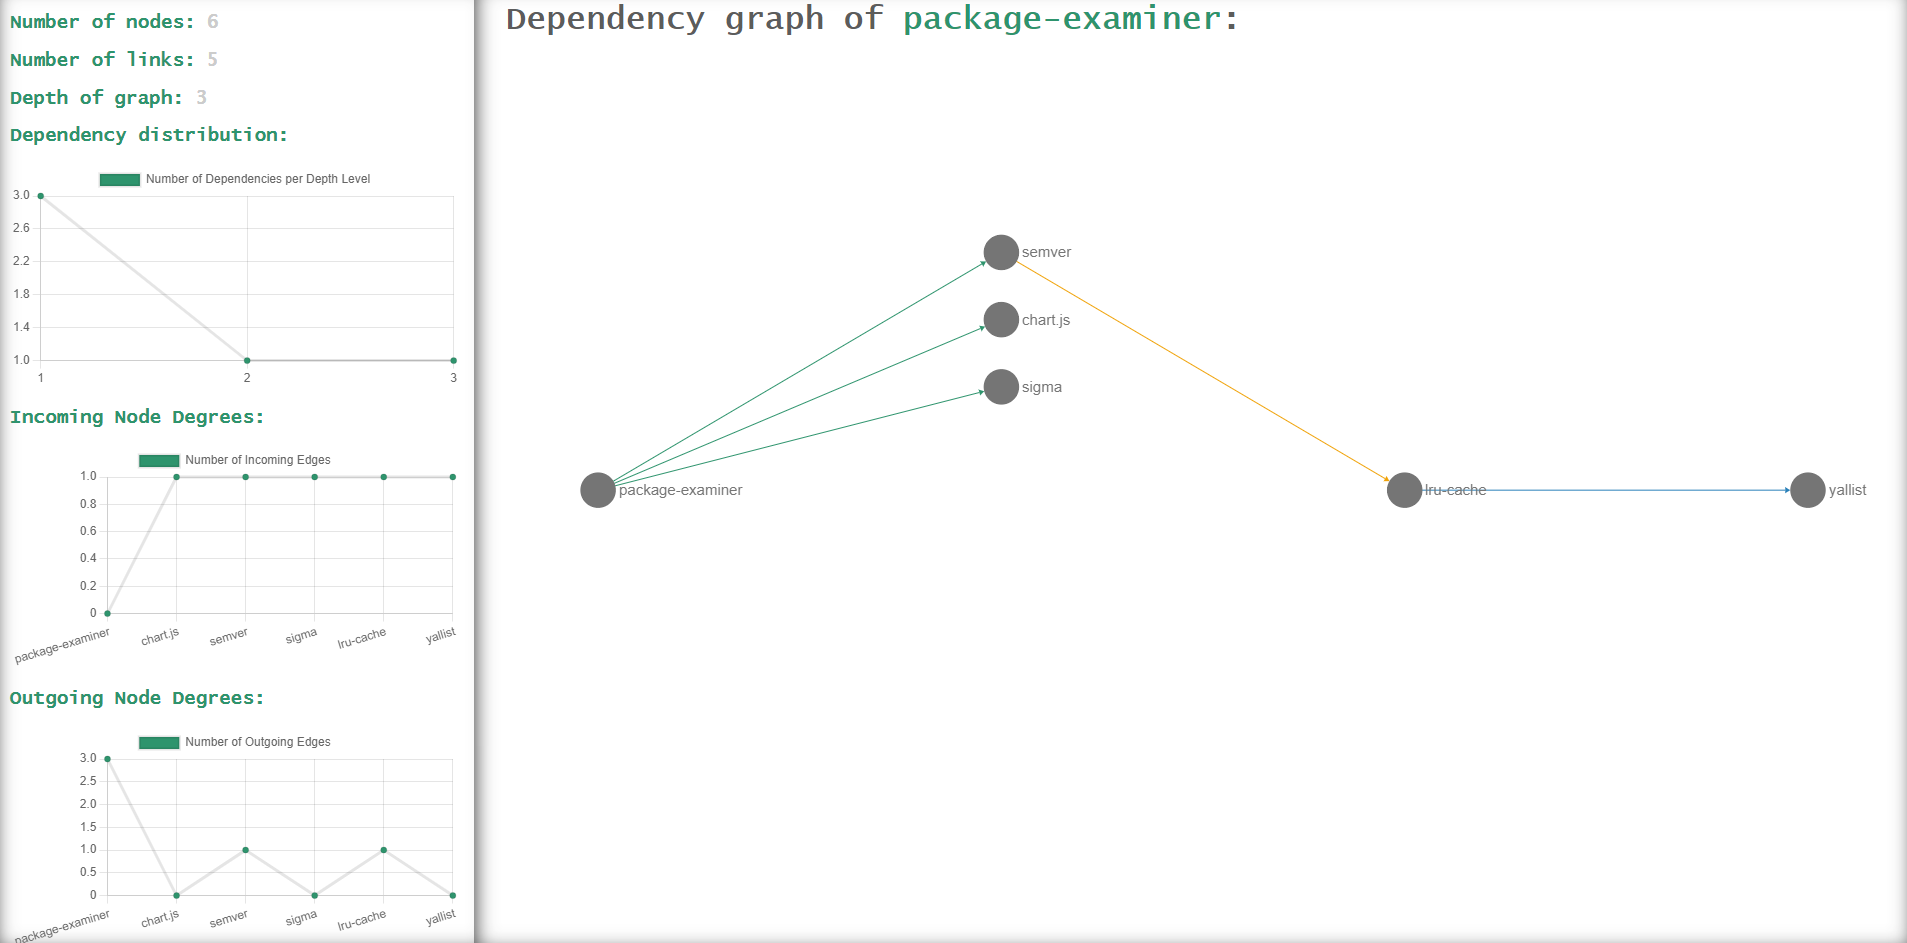 Number of nodes: 6
Number of links: 5
Depth of graph: 3
Dependency distribution:
Number of Dependencies per Depth Level
3.0
2.6
2.2
1.8
1.4
1.0
1 2 3
Incoming Node Degrees:
Number of Incoming Edges
1.0
0.8
0.6
0.4
0.2
0
package-examiner chart.js semver sigma lru-cache yallist
Outgoing Node Degrees:
Number of Outgoing Edges
3.0
2.5
2.0
1.5
1.0
0.5
0
package-examiner chart.js semver sigma lru-cache yallist
Dependency graph of package-examiner:
semver
chart.js
sigma
package-examiner
lru-cache
yallist